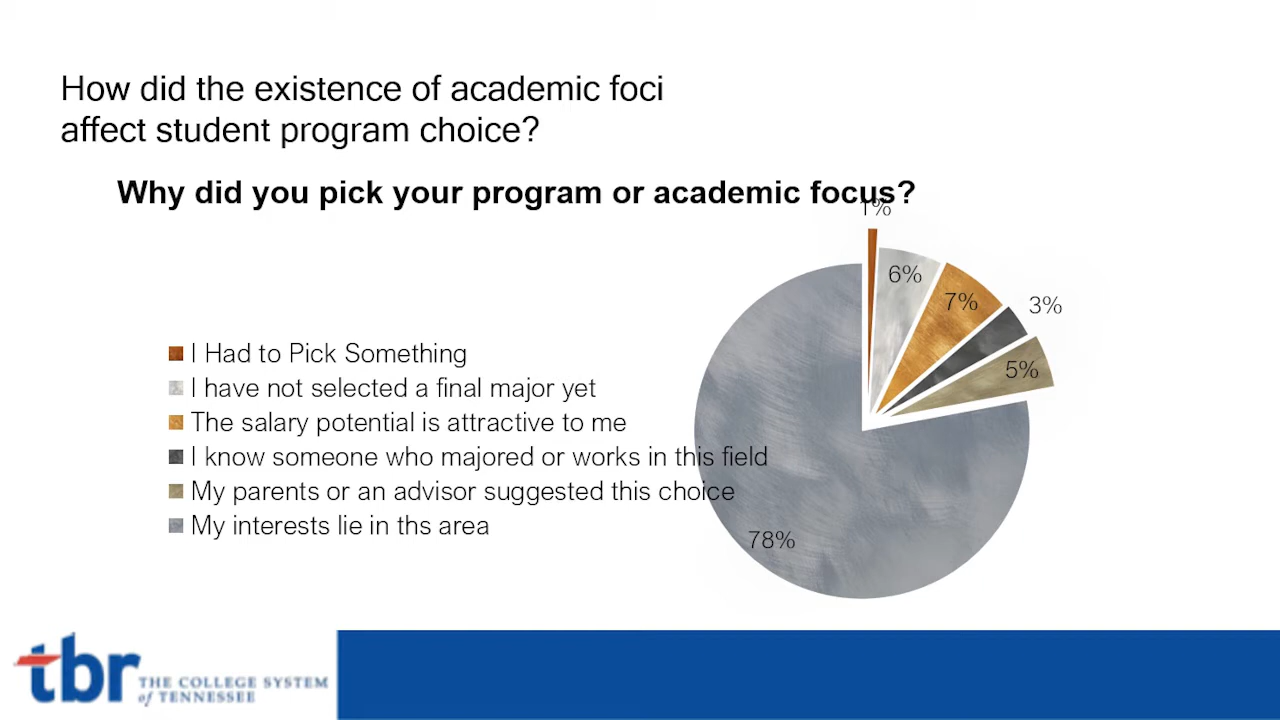 How did the existence of academic foci
affect student program choice?
Why did you pick your program or academic focus?
1%
6%
7%
3%
5%
78%
I Had to Pick Something
I have not selected a final major yet
The salary potential is attractive to me
I know someone who majored or works in this field
My parents or an advisor suggested this choice
My interests lie in ths area
tbr THE COLLEGE SYSTEM
of TENNESSEE